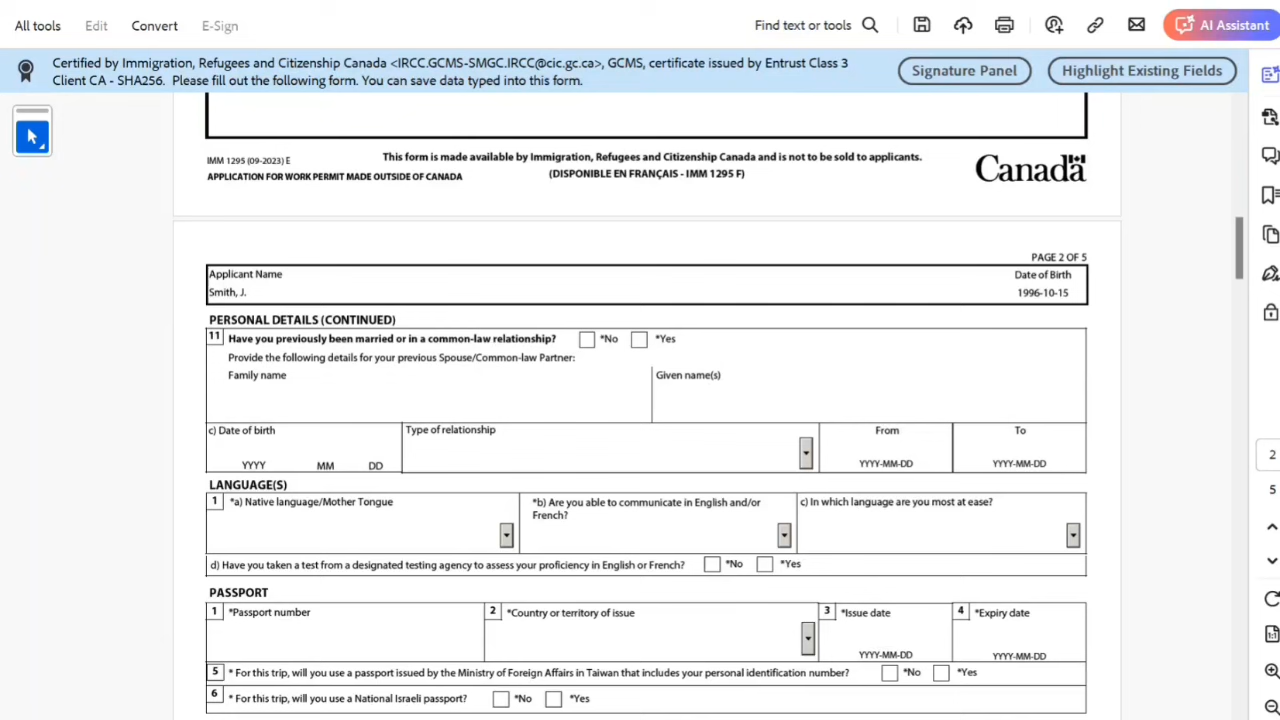 All tools Edit Convert E-Sign Find text or tools AI Assistant
Certified by Immigration, Refugees and Citizenship Canada <IRCC.GCMS-SMGC.IRCC@cic.gc.ca>, GCMS, certificate issued by Entrust Class 3
Client CA - SHA256. Please fill out the following form. You can save data typed into this form.
Signature Panel Highlight Existing Fields
IMM 1295 (09-2023) E
This form is made available by Immigration, Refugees and Citizenship Canada and is not to be sold to applicants.
APPLICATION FOR WORK PERMIT MADE OUTSIDE OF CANADA
(DISPONIBLE EN FRANÇAIS - IMM 1295 F)
Canada
PAGE 2 OF 5
Applicant Name Date of Birth
Smith, J. 1996-10-15
PERSONAL DETAILS (CONTINUED)
11 Have you previously been married or in a common-law relationship? *No *Yes
Provide the following details for your previous Spouse/Common-law Partner:
Family name Given name(s)
c) Date of birth Type of relationship From To
YYYY MM DD YYYY-MM-DD YYYY-MM-DD
LANGUAGE(S)
1 *a) Native language/Mother Tongue *b) Are you able to communicate in English and/or French? c) In which language are you most at ease?
d) Have you taken a test from a designated testing agency to assess your proficiency in English or French? *No *Yes
PASSPORT
1 *Passport number 2 *Country or territory of issue 3 *Issue date 4 *Expiry date
YYYY-MM-DD YYYY-MM-DD
5 * For this trip, will you use a passport issued by the Ministry of Foreign Affairs in Taiwan that includes your personal identification number? *No *Yes
6 * For this trip, will you use a National Israeli passport? *No *Yes
2
5
1:1